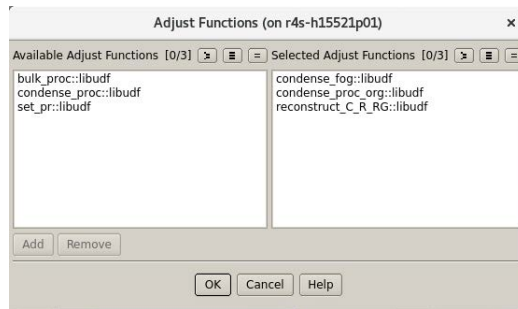 Adjust Functions (on r4s-h15521p01)
Available Adjust Functions [0/3] Selected Adjust Functions [0/3]
bulk_proc::libudf
condense_proc::libudf
set_pr::libudf
condense_fog::libudf
condense_proc_org::libudf
reconstruct_C_R_RG::libudf
Add Remove
OK Cancel Help